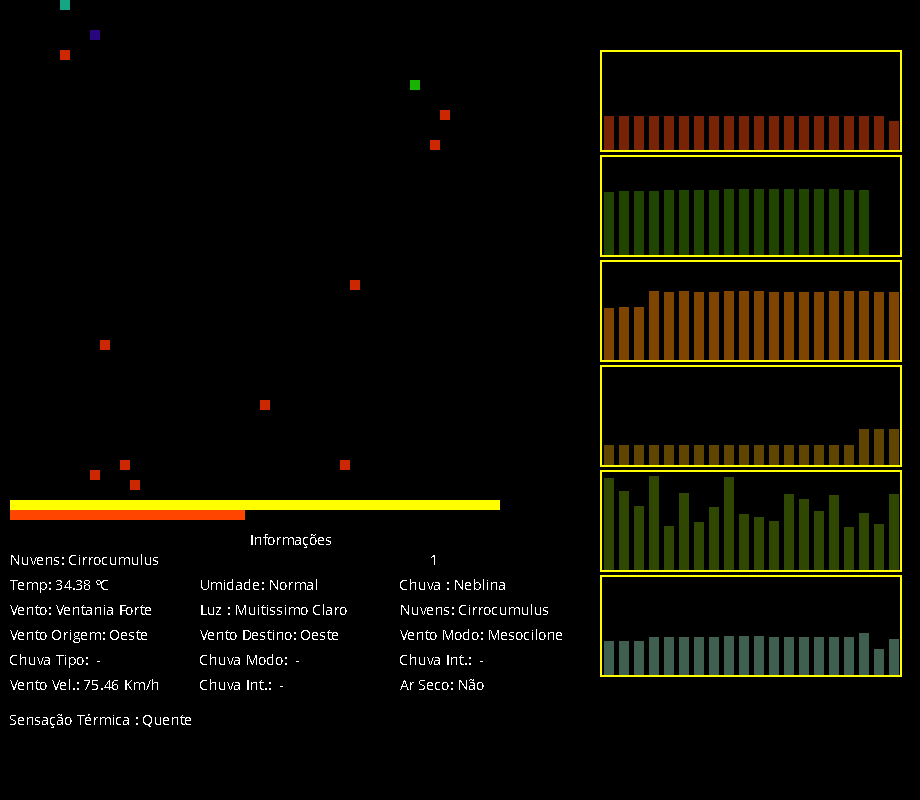 Informações
Nuvens: Cirrocumulus 1
Temp: 34.38 ºC Umidade: Normal Chuva : Neblina
Vento: Ventania Forte Luz : Muitissimo Claro Nuvens: Cirrocumulus
Vento Origem: Oeste Vento Destino: Oeste Vento Modo: Mesocilone
Chuva Tipo: - Chuva Modo: - Chuva Int.: -
Vento Vel.: 75.46 Km/h Chuva Int.: - Ar Seco: Não
Sensação Térmica : Quente